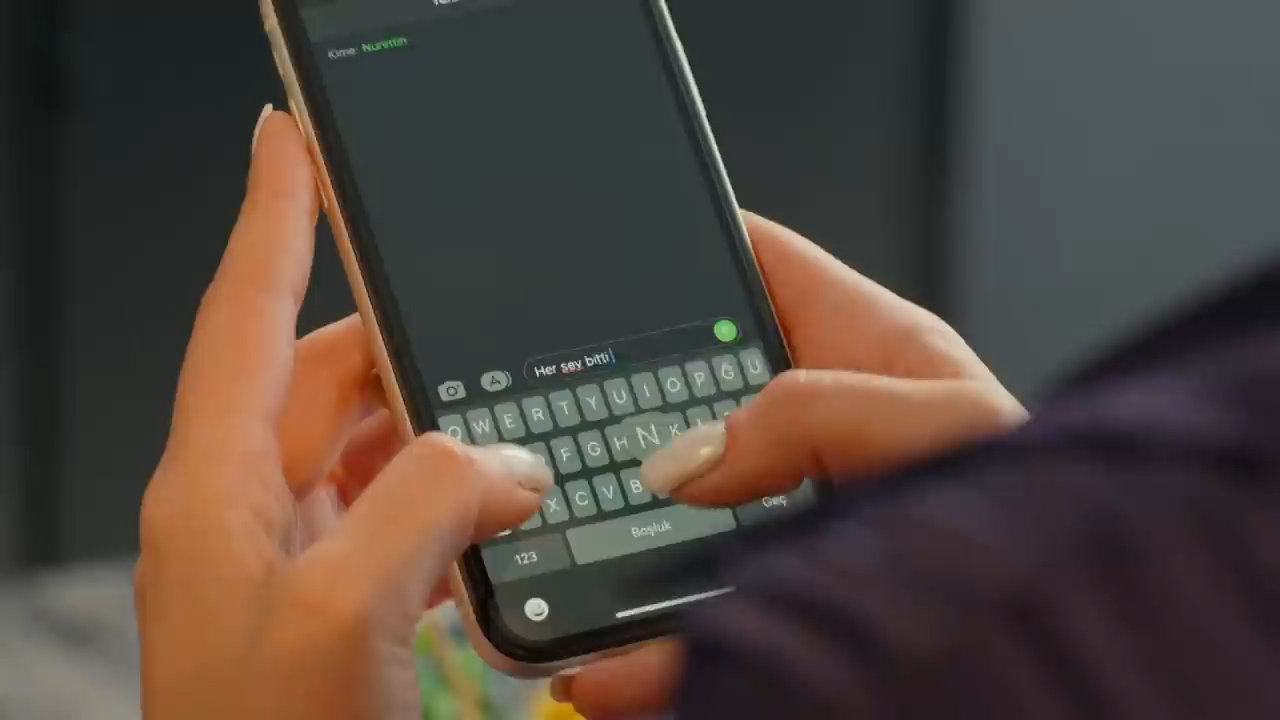 Kime: Nurettin
Her sey bitti
Q W E R T Y U I O P Ğ U
F G H N K
X C V B
123 Boşluk Geç